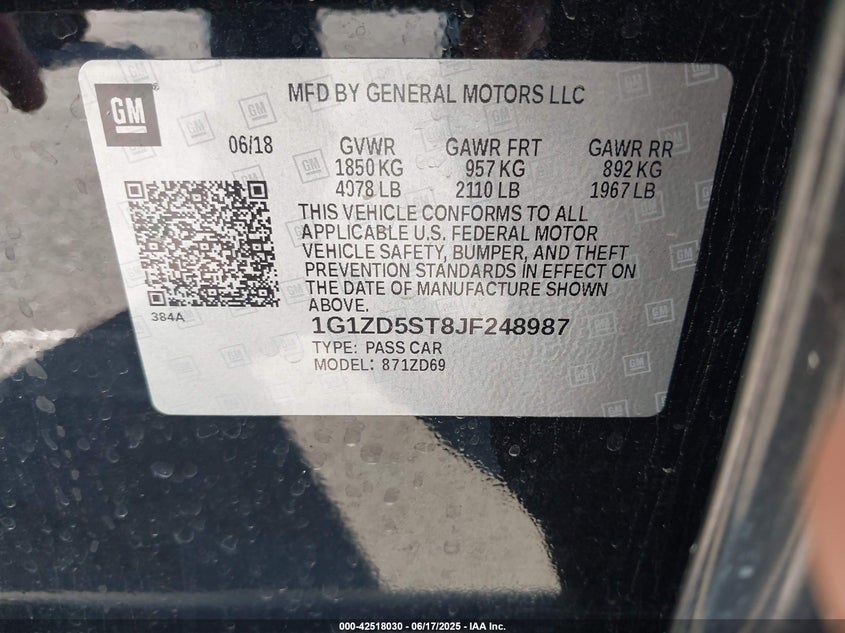 GM
MFD BY GENERAL MOTORS LLC
06/18 GVWR GAWR FRT GAWR RR
1850 KG 957 KG 892 KG
4078 LB 2110 LB 1967 LB
THIS VEHICLE CONFORMS TO ALL
APPLICABLE U.S. FEDERAL MOTOR
VEHICLE SAFETY, BUMPER, AND THEFT
PREVENTION STANDARDS IN EFFECT ON
THE DATE OF MANUFACTURE SHOWN
ABOVE.
384A
1G1ZD5ST8JF248987
TYPE: PASS CAR
MODEL: 871ZD69
000-42518030 - 06/17/2025 - IAA Inc.